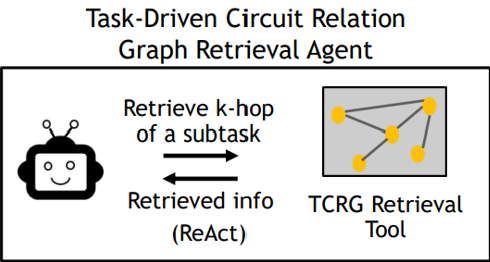 Task-Driven Circuit Relation
Graph Retrieval Agent
Retrieve k-hop
of a subtask
Retrieved info
(ReAct)
TCRG Retrieval
Tool